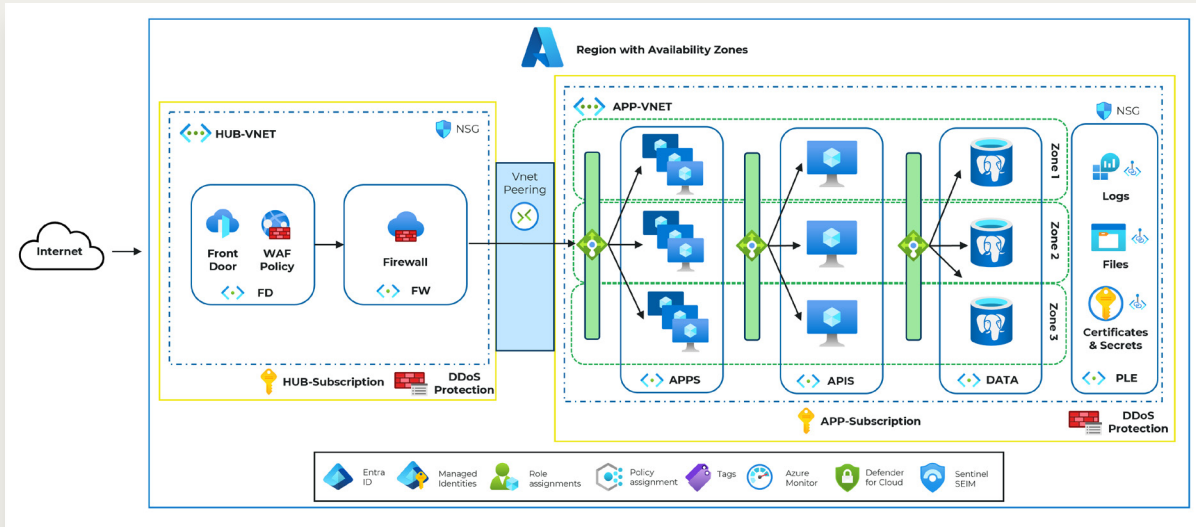 Region with Availability Zones
HUB-VNET
NSG
Internet
Front
Door
WAF
Policy
FD
Firewall
FW
HUB-Subscription
DDoS
Protection
Vnet
Peering
APP-VNET
NSG
Zone 1
Zone 2
Zone 3
APPS
APIS
DATA
Logs
Files
Certificates
& Secrets
PLE
APP-Subscription
DDoS
Protection
Entra
ID
Managed
Identities
Role
assignments
Policy
assignment
Tags
Azure
Monitor
Defender
for Cloud
Sentinel
SEIM